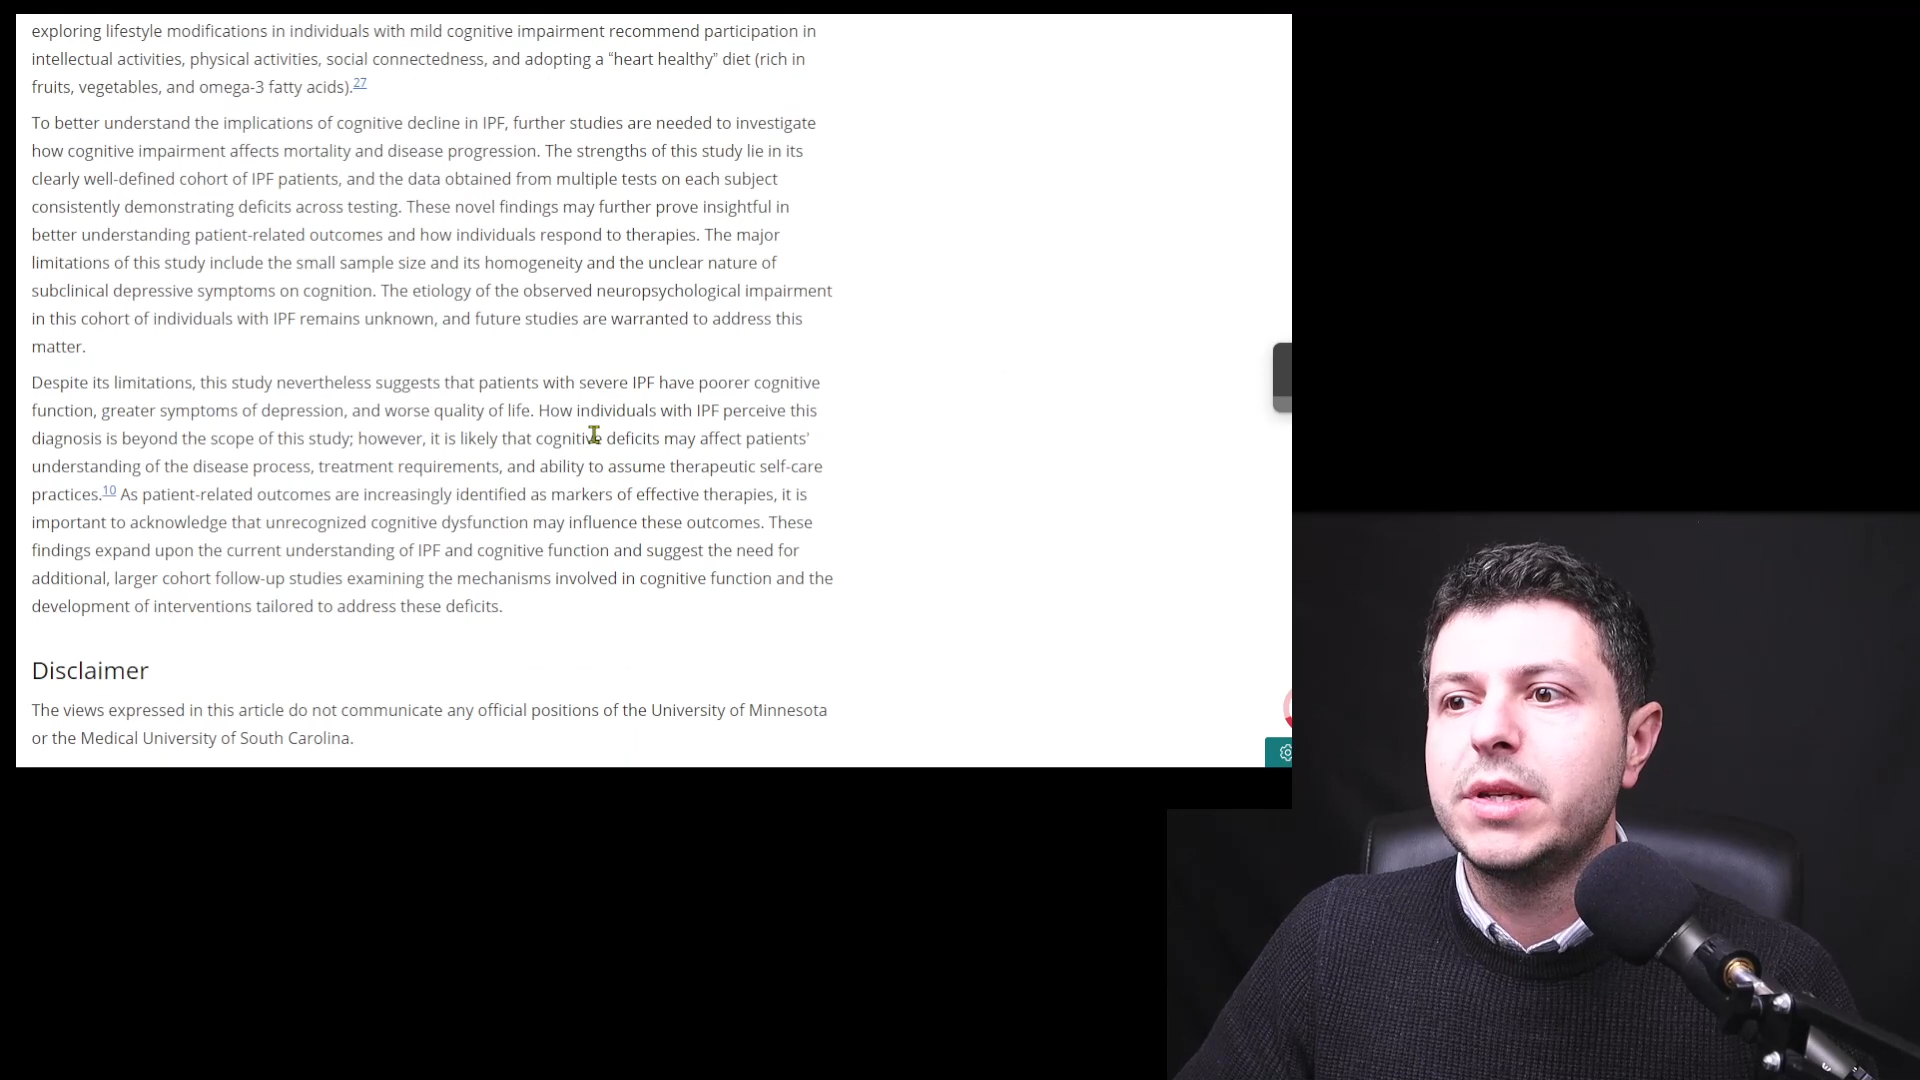 exploring lifestyle modifications in individuals with mild cognitive impairment recommend participation in
intellectual activities, physical activities, social connectedness, and adopting a “heart healthy” diet (rich in
fruits, vegetables, and omega-3 fatty acids).27
To better understand the implications of cognitive decline in IPF, further studies are needed to investigate
how cognitive impairment affects mortality and disease progression. The strengths of this study lie in its
clearly well-defined cohort of IPF patients, and the data obtained from multiple tests on each subject
consistently demonstrating deficits across testing. These novel findings may further prove insightful in
better understanding patient-related outcomes and how individuals respond to therapies. The major
limitations of this study include the small sample size and its homogeneity and the unclear nature of
subclinical depressive symptoms on cognition. The etiology of the observed neuropsychological impairment
in this cohort of individuals with IPF remains unknown, and future studies are warranted to address this
matter.
Despite its limitations, this study nevertheless suggests that patients with severe IPF have poorer cognitive
function, greater symptoms of depression, and worse quality of life. How individuals with IPF perceive this
diagnosis is beyond the scope of this study; however, it is likely that cognitive deficits may affect patients’
understanding of the disease process, treatment requirements, and ability to assume therapeutic self-care
practices.10 As patient-related outcomes are increasingly identified as markers of effective therapies, it is
important to acknowledge that unrecognized cognitive dysfunction may influence these outcomes. These
findings expand upon the current understanding of IPF and cognitive function and suggest the need for
additional, larger cohort follow-up studies examining the mechanisms involved in cognitive function and the
development of interventions tailored to address these deficits.
Disclaimer
The views expressed in this article do not communicate any official positions of the University of Minnesota
or the Medical University of South Carolina.